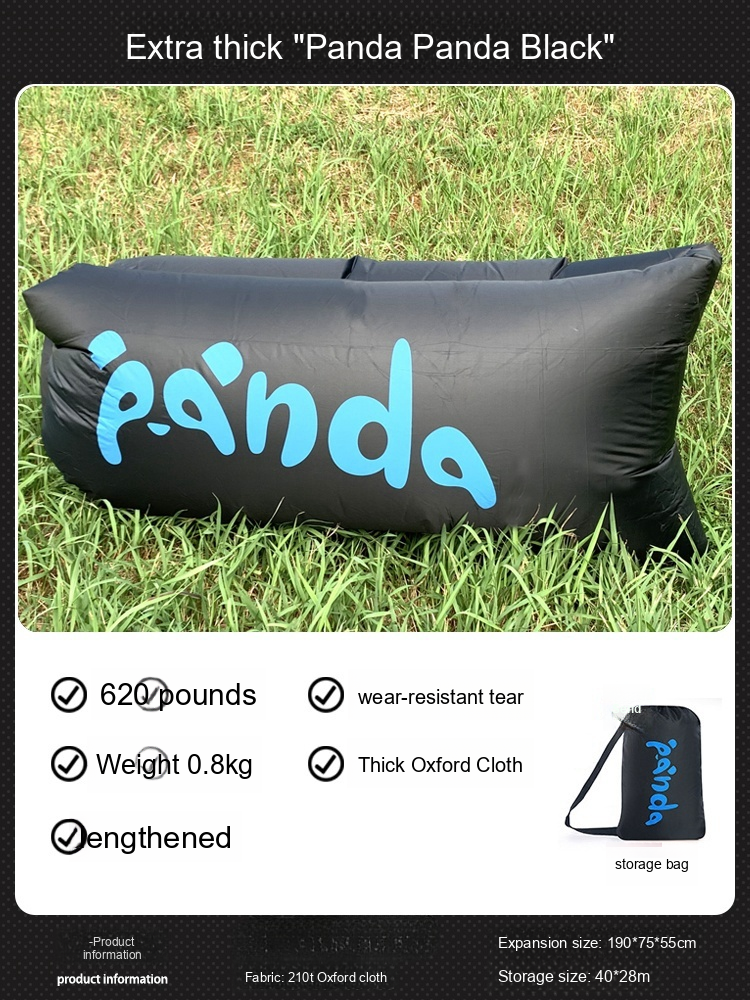 Extra thick "Panda Panda Black"
panda
620 pounds
wear-resistant tear
Weight 0.8kg
Thick Oxford Cloth
lengthened
panda
storage bag
-Product
information
product information
Fabric: 210t Oxford cloth
Expansion size: 190*75*55cm
Storage size: 40*28m